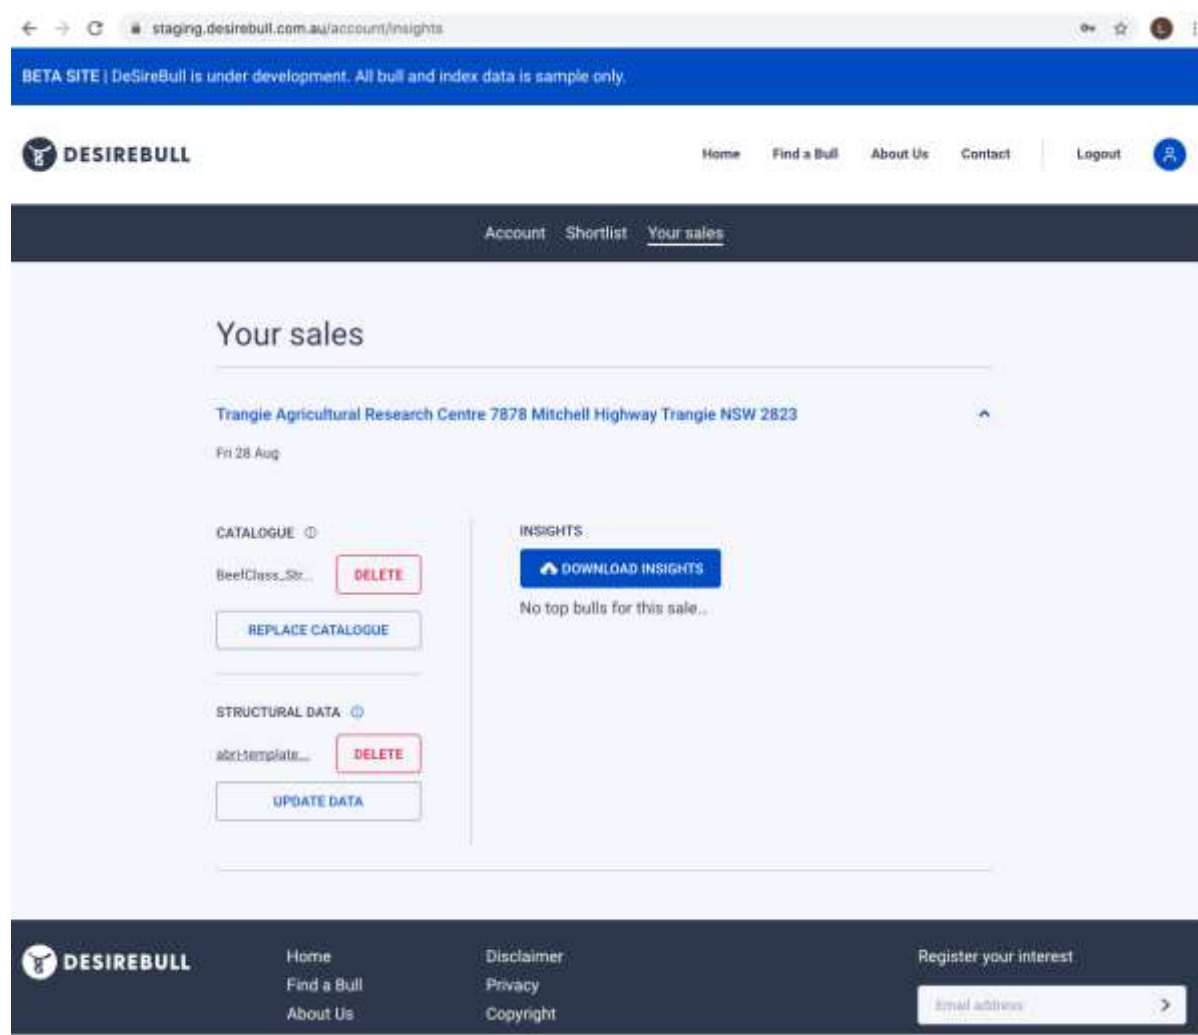 staging.desirebull.com.au/account/insights
BETA SITE | DeSireBull is under development. All bull and index data is sample only.
DESIREBULL
Home Find a Bull About Us Contact Logout
Account Shortlist Your sales
Your sales
Trangie Agricultural Research Centre 7878 Mitchell Highway Trangie NSW 2823
Fri 28 Aug
CATALOGUE
BeefClass_Str... DELETE
REPLACE CATALOGUE
STRUCTURAL DATA
abri-template... DELETE
UPDATE DATA
INSIGHTS
DOWNLOAD INSIGHTS
No top bulls for this sale...
DESIREBULL
Home
Find a Bull
About Us
Disclaimer
Privacy
Copyright
Register your interest
Email address